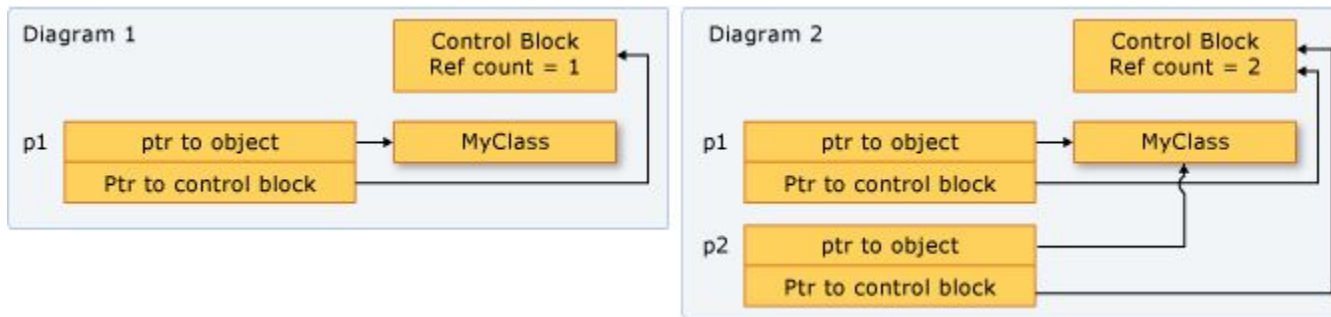 Diagram 1
Control Block
Ref count = 1
p1
ptr to object
MyClass
Ptr to control block
Diagram 2
Control Block
Ref count = 2
p1
ptr to object
MyClass
Ptr to control block
p2
ptr to object
Ptr to control block